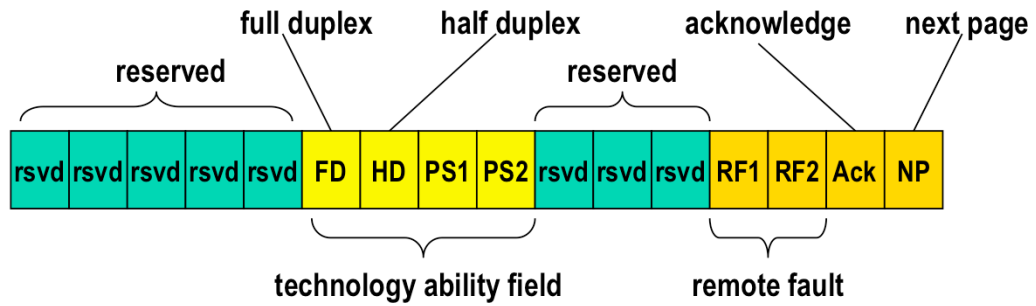 full duplex half duplex acknowledge next page
reserved reserved
rsvd rsvd rsvd rsvd rsvd FD HD PS1 PS2 rsvd rsvd rsvd RF1 RF2 Ack NP
technology ability field remote fault